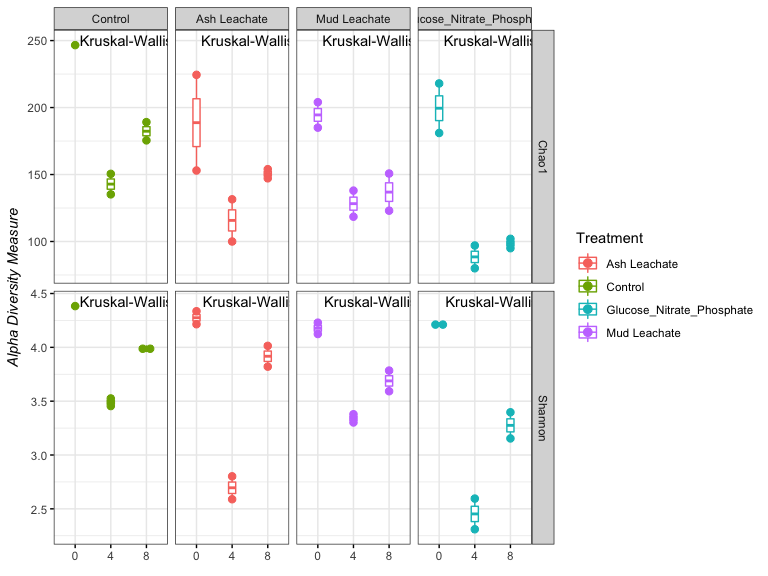 Control Ash Leachate Mud Leachate cose_Nitrate_Phosph
Kruskal-Wallis Kruskal-Wallis Kruskal-Wallis Kruskal-Wallis
250
200
150
100
Chao1
Alpha Diversity Measure
Kruskal-Wallis Kruskal-Wallis Kruskal-Wallis Kruskal-Wallis
4.5
4.0
3.5
3.0
2.5
Shannon
0 4 8 0 4 8 0 4 8 0 4 8
Treatment
Ash Leachate
Control
Glucose_Nitrate_Phosphate
Mud Leachate